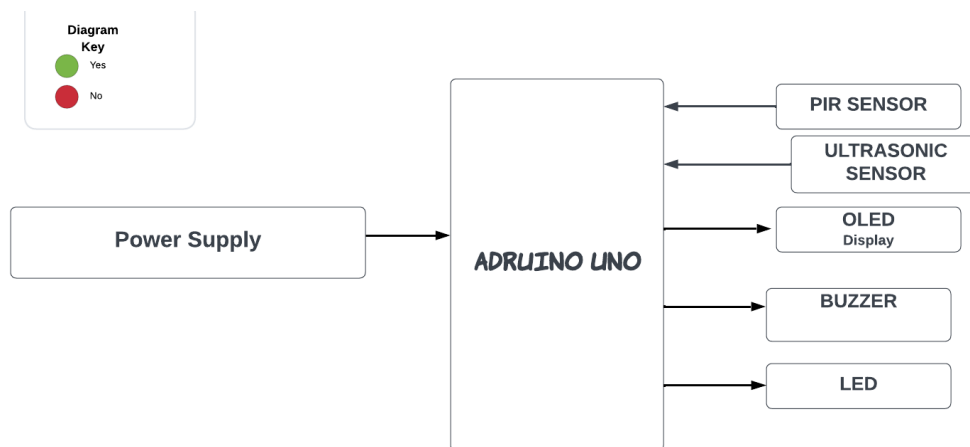 Diagram
Key
Yes
No
PIR SENSOR
ULTRASONIC
SENSOR
Power Supply
ADRUINO UNO
OLED
Display
BUZZER
LED